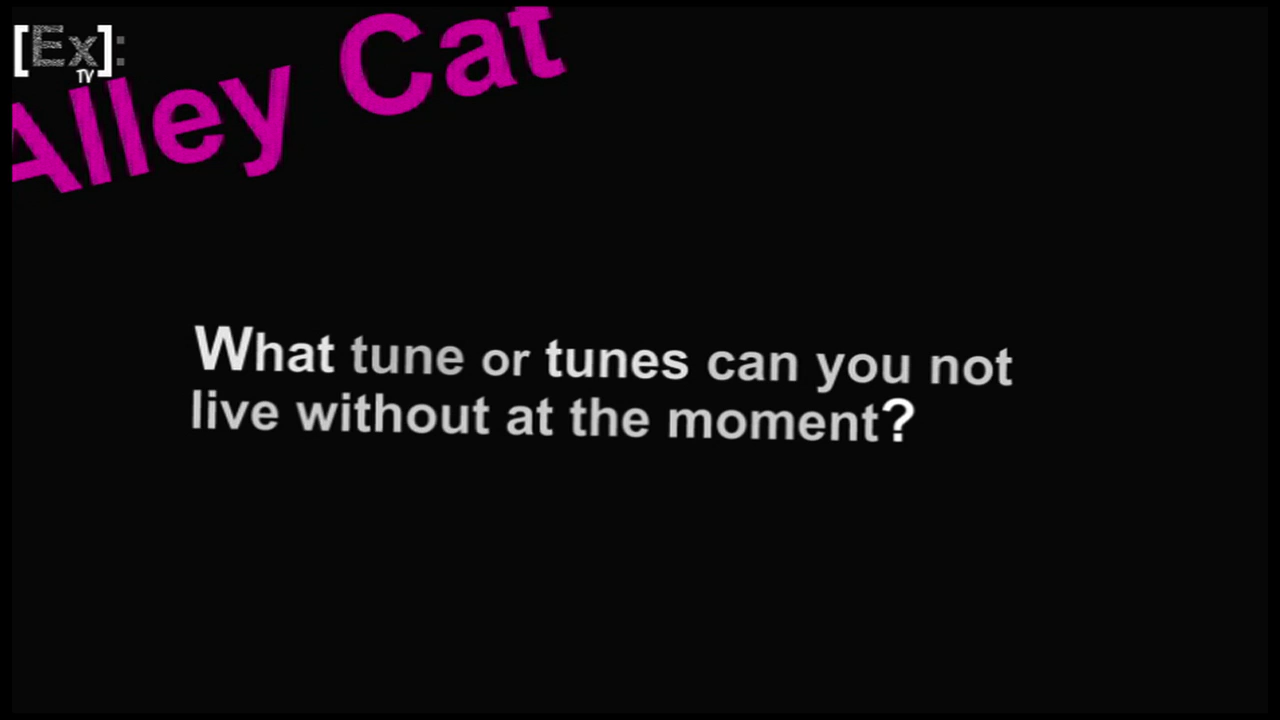 [Ex]:
TV
Alley Cat
What tune or tunes can you not
live without at the moment?